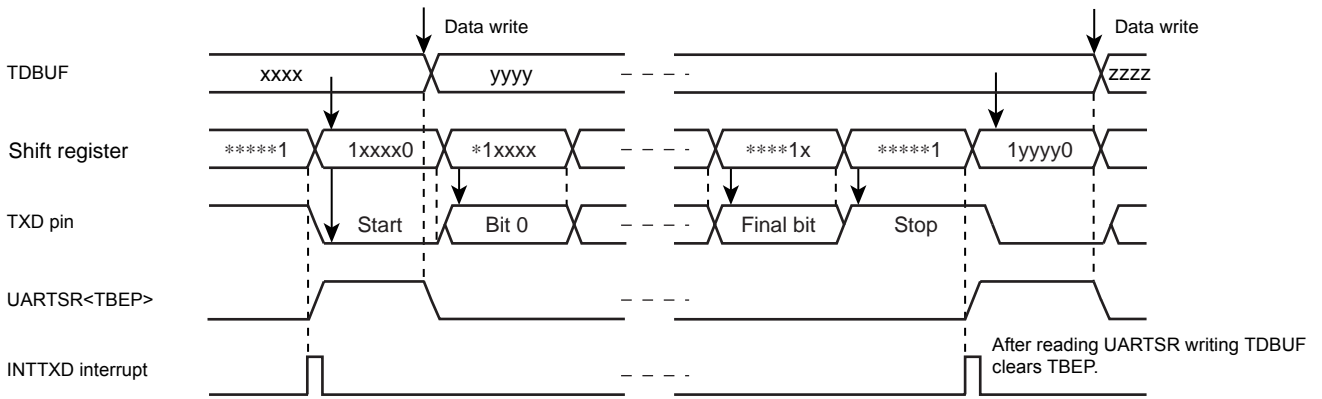 Data write Data write
TDBUF xxxx yyyy zzzz
Shift register *****1 1xxxx0 *1xxxx ****1x *****1 1yyyy0
TXD pin Start Bit 0 Final bit Stop
UARTSR<TBEP>
After reading UARTSR writing TDBUF
INTTXD interrupt clears TBEP.